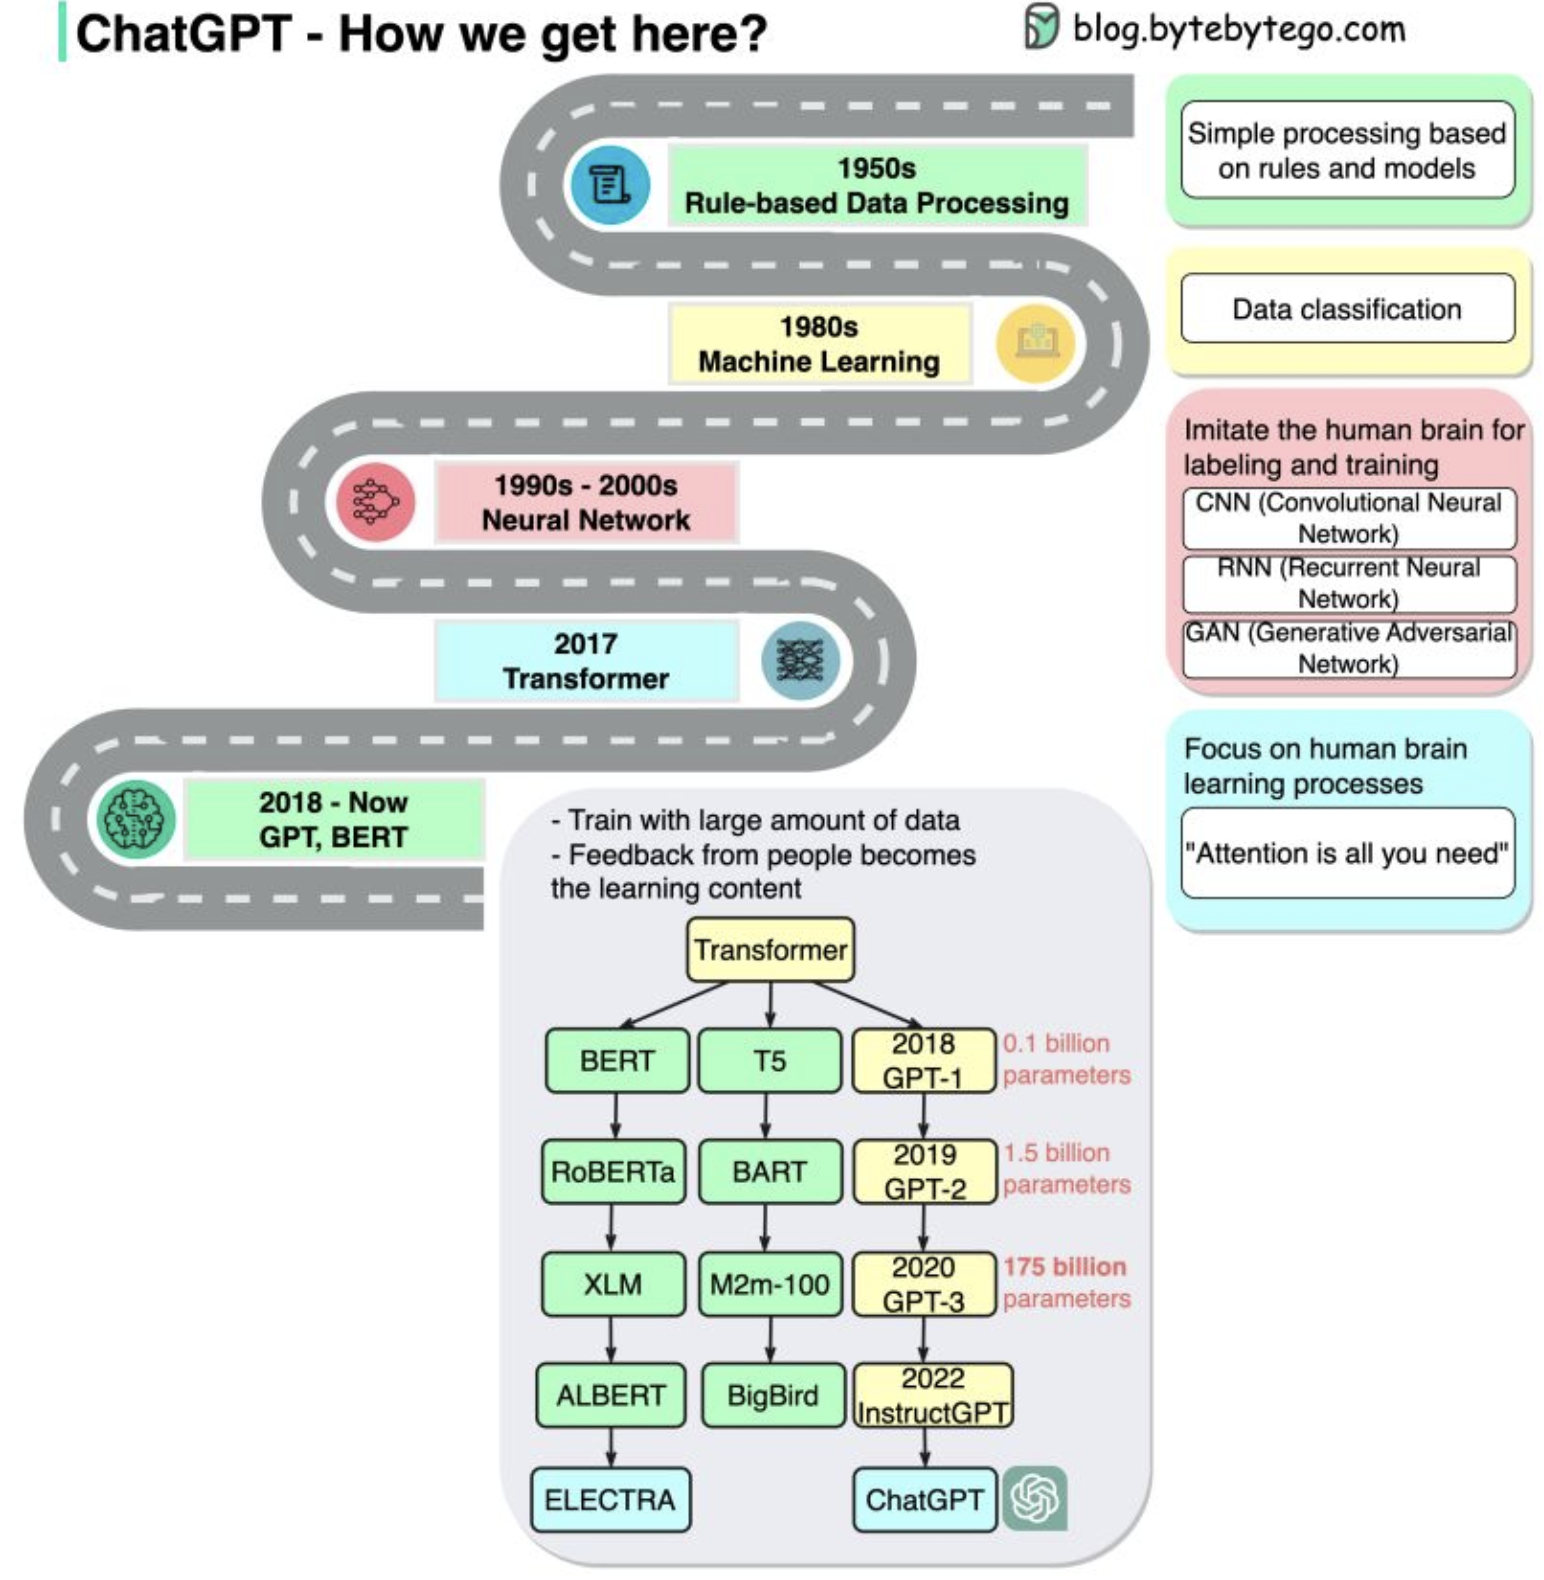 ChatGPT - How we get here?
blog.bytebytego.com
1950s
Rule-based Data Processing
Simple processing based
on rules and models
1980s
Machine Learning
Data classification
1990s - 2000s
Neural Network
Imitate the human brain for
labeling and training
CNN (Convolutional Neural
Network)
RNN (Recurrent Neural
Network)
GAN (Generative Adversarial
Network)
2017
Transformer
Focus on human brain
learning processes
"Attention is all you need"
2018 - Now
GPT, BERT
- Train with large amount of data
- Feedback from people becomes
the learning content
Transformer
BERT
T5
2018
GPT-1
0.1 billion
parameters
RoBERTa
BART
2019
GPT-2
1.5 billion
parameters
XLM
M2m-100
2020
GPT-3
175 billion
parameters
ALBERT
BigBird
2022
InstructGPT
ELECTRA
ChatGPT